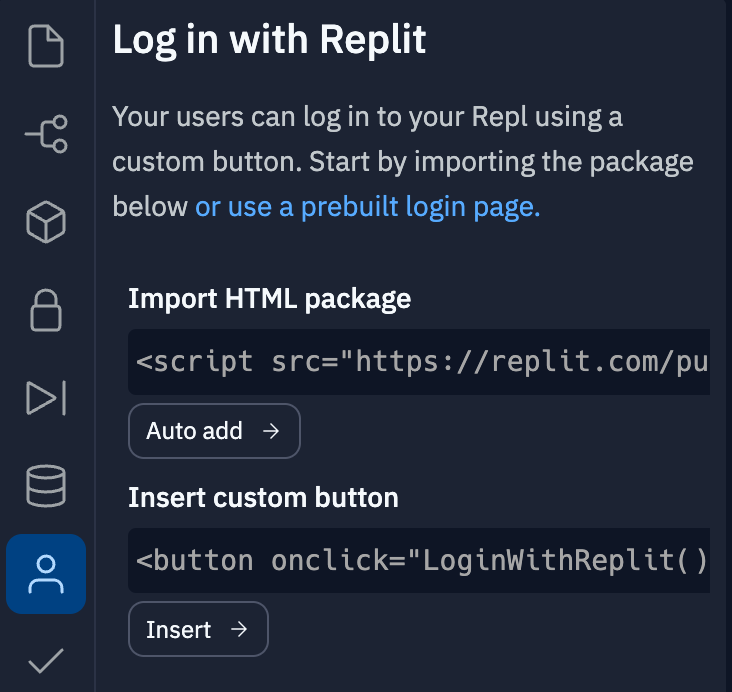 Log in with Replit
Your users can log in to your Repl using a
custom button. Start by importing the package
below or use a prebuilt login page.
Import HTML package
<script src="https://replit.com/pu
Auto add →
Insert custom button
<button onclick="LoginWithReplit()
Insert →